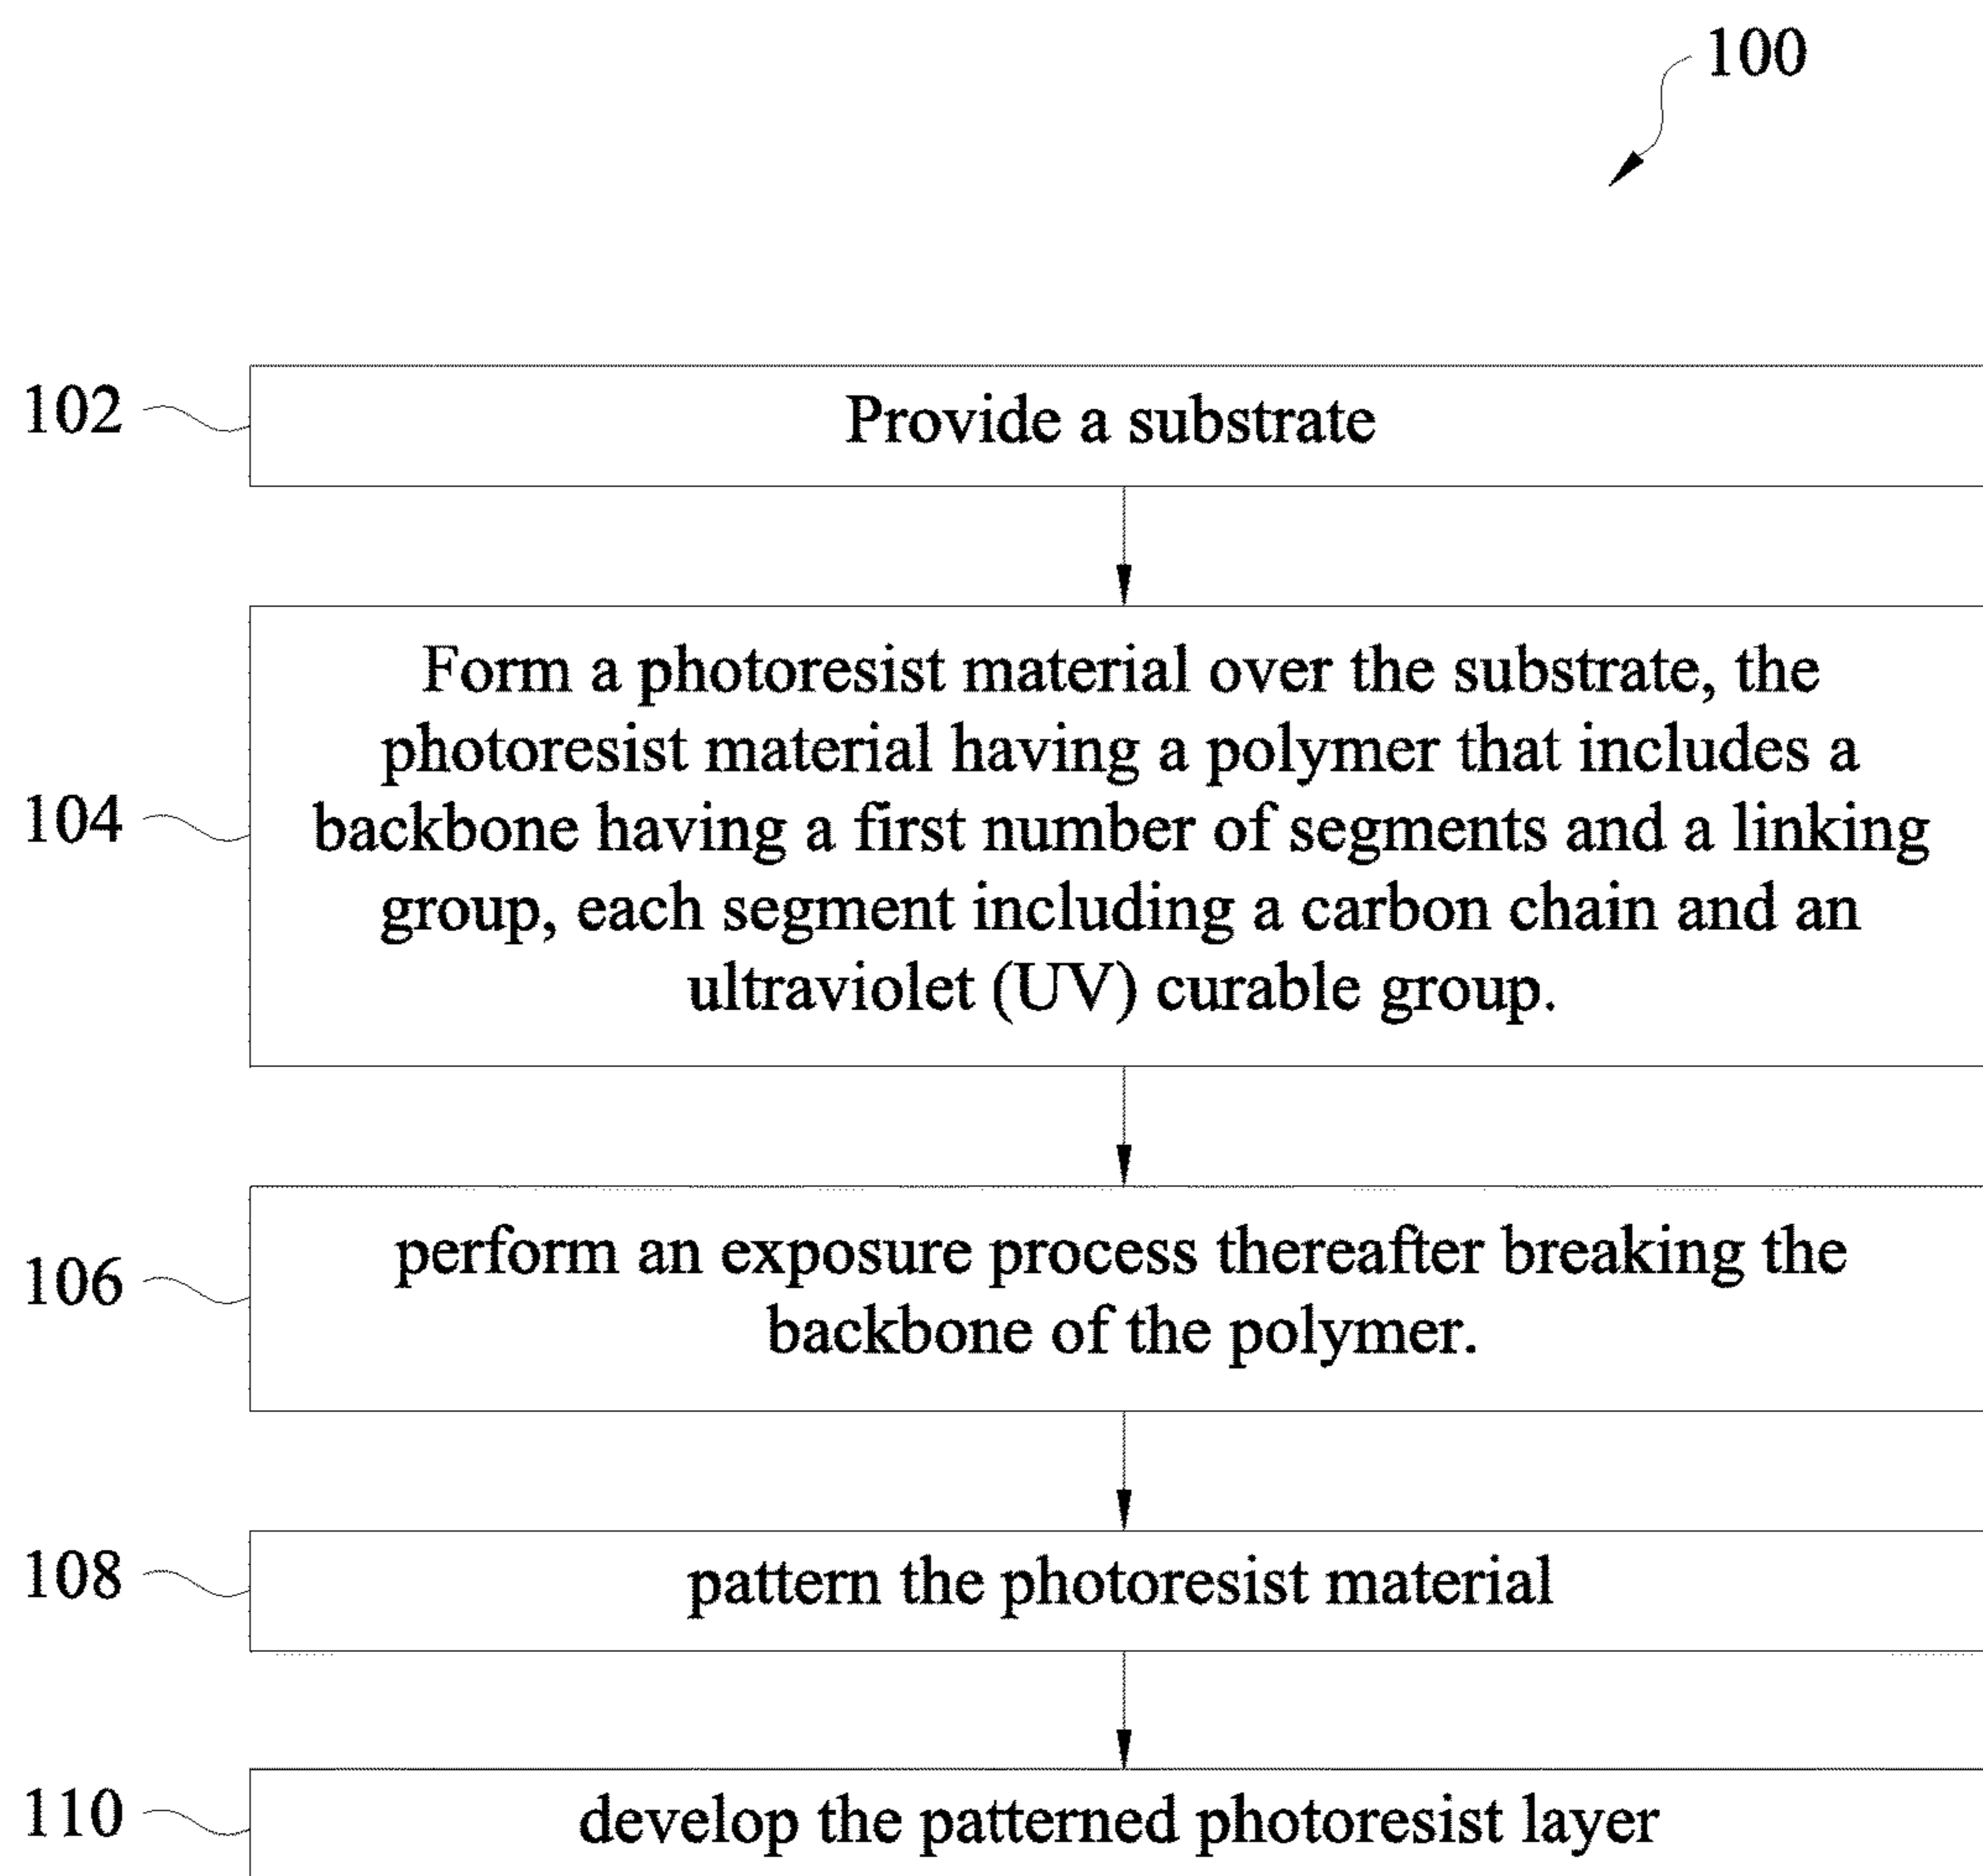 100
102
Provide a substrate
Form a photoresist material over the substrate, the
photoresist material having a polymer that includes a
104
backbone having a first number of segments and a linking
group, each segment including a carbon chain and an
ultraviolet (UV) curable group.
106
perform an exposure process thereafter breaking the
backbone of the polymer.
108
pattern the photoresist material
110
develop the patterned photoresist layer